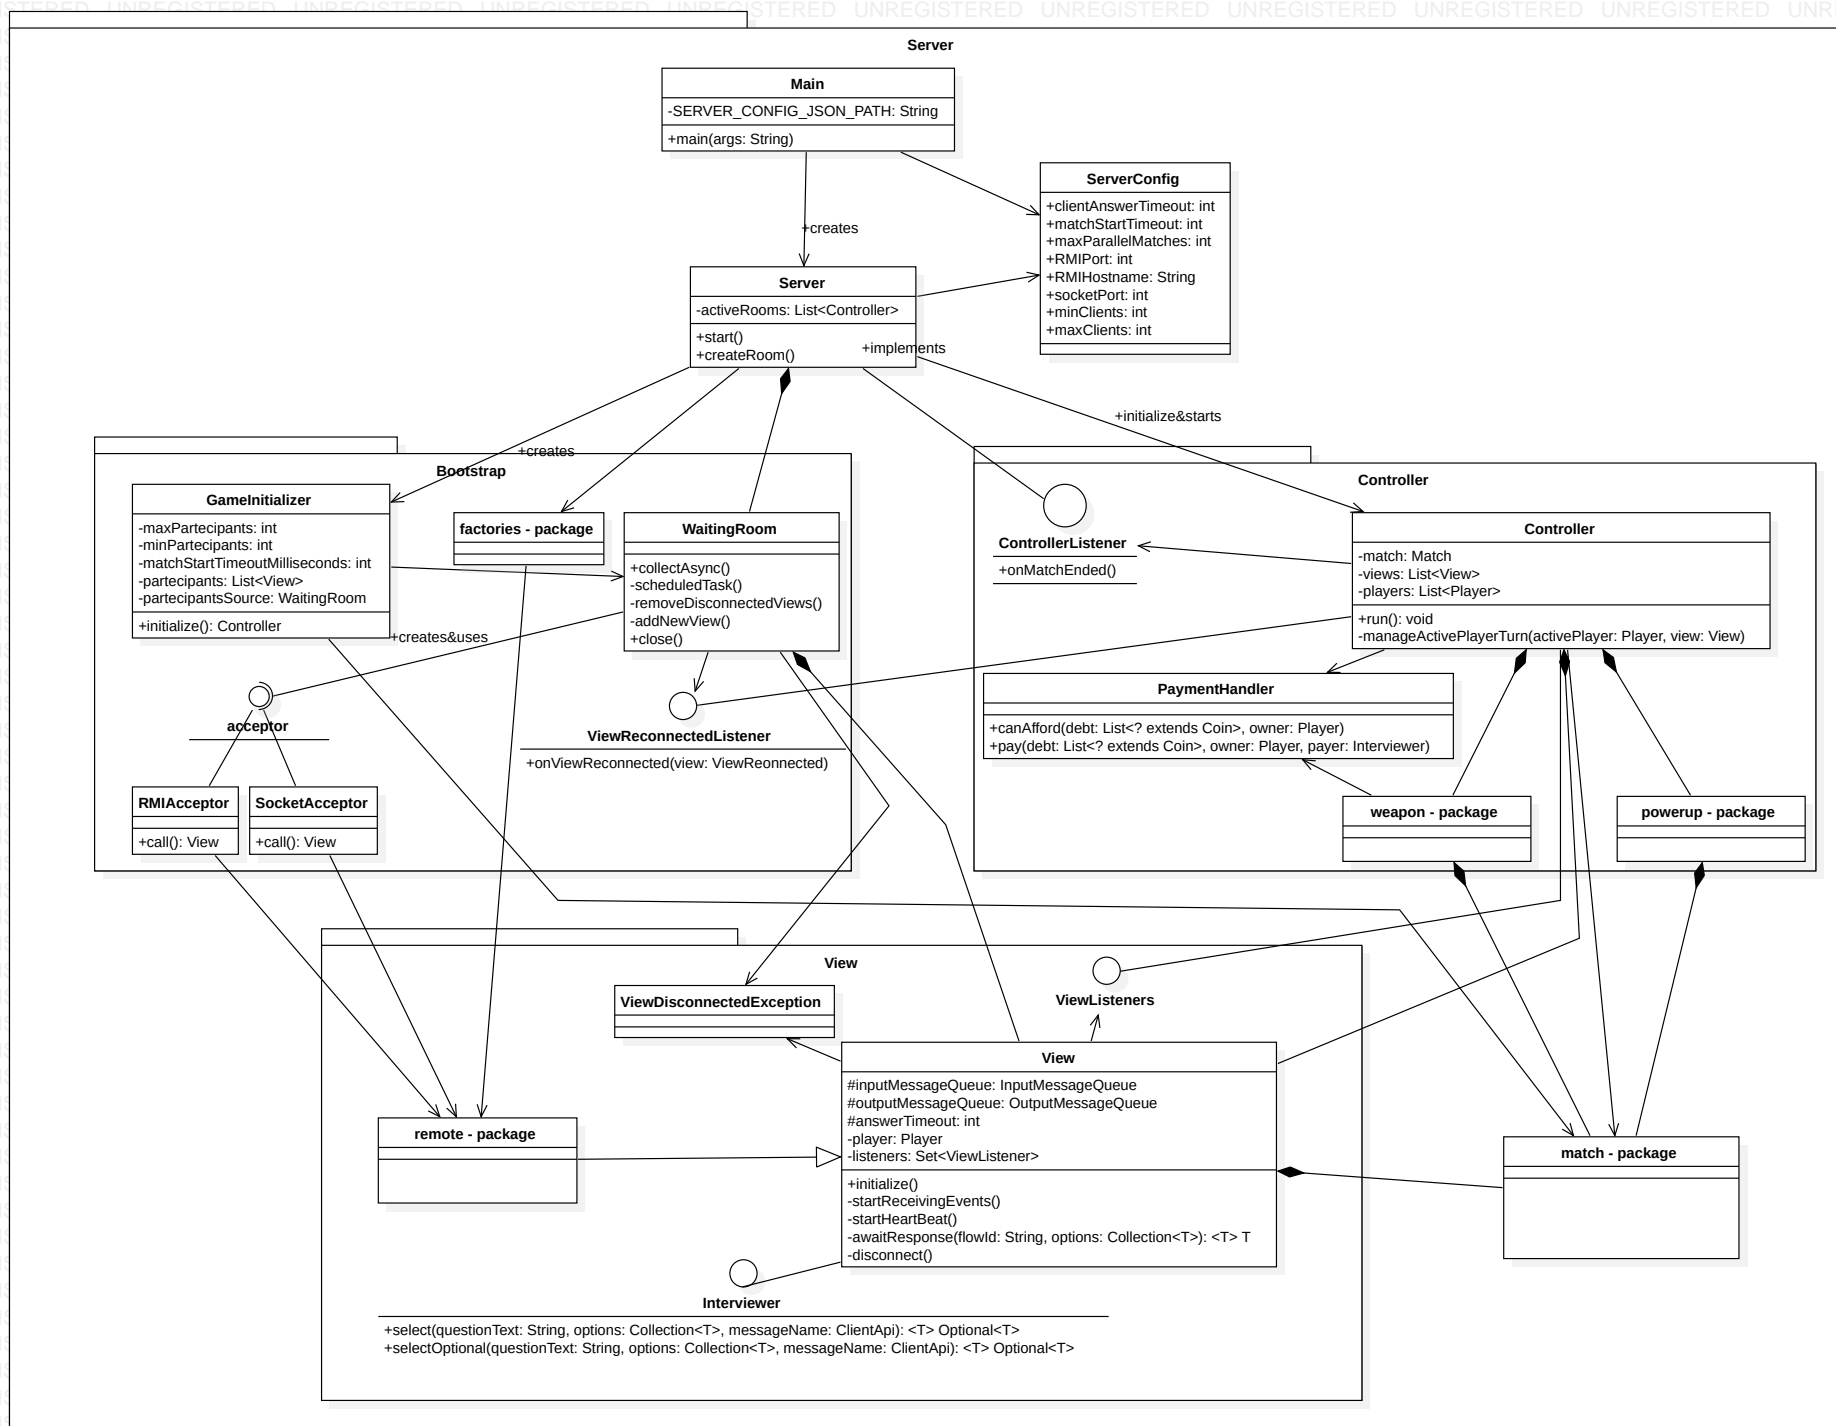 UNREGISTERED UNREGISTERED UNREGISTERED UNREGISTERED UNREGISTERED UNREGISTERED UNREGISTERED UNREGISTERED UNREGISTERED
Server
Main
-SERVER_CONFIG_JSON_PATH: String
+main(args: String)
ServerConfig
+clientAnswerTimeout: int
+matchStartTimeout: int
+maxParallelMatches: int
+RMIPort: int
+RMIHostname: String
+socketPort: int
+minClients: int
+maxClients: int
+creates
Server
-activeRooms: List<Controller>
+start()
+createRoom()
+implements
+initialize&starts
+creates
Bootstrap
GameInitializer
-maxPartecipants: int
-minPartecipants: int
-matchStartTimeoutMilliseconds: int
-partecipants: List<View>
-partecipantsSource: WaitingRoom
+initialize(): Controller
factories - package
WaitingRoom
+collectAsync()
-scheduledTask()
-removeDisconnectedViews()
-addNewView()
+close()
+creates&uses
acceptor
ViewReconnectedListener
+onViewReconnected(view: ViewReonnected)
RMIAcceptor
+call(): View
SocketAcceptor
+call(): View
Controller
ControllerListener
+onMatchEnded()
Controller
-match: Match
-views: List<View>
-players: List<Player>
+run(): void
-manageActivePlayerTurn(activePlayer: Player, view: View)
PaymentHandler
+canAfford(debt: List<? extends Coin>, owner: Player)
+pay(debt: List<? extends Coin>, owner: Player, payer: Interviewer)
weapon - package
powerup - package
View
ViewDisconnectedException
ViewListeners
View
#inputMessageQueue: InputMessageQueue
#outputMessageQueue: OutputMessageQueue
#answerTimeout: int
-player: Player
-listeners: Set<ViewListener>
+initialize()
-startReceivingEvents()
-startHeartBeat()
-awaitResponse(flowId: String, options: Collection<T>): <T> T
-disconnect()
remote - package
match - package
Interviewer
+select(questionText: String, options: Collection<T>, messageName: ClientApi): <T> Optional<T>
+selectOptional(questionText: String, options: Collection<T>, messageName: ClientApi): <T> Optional<T>